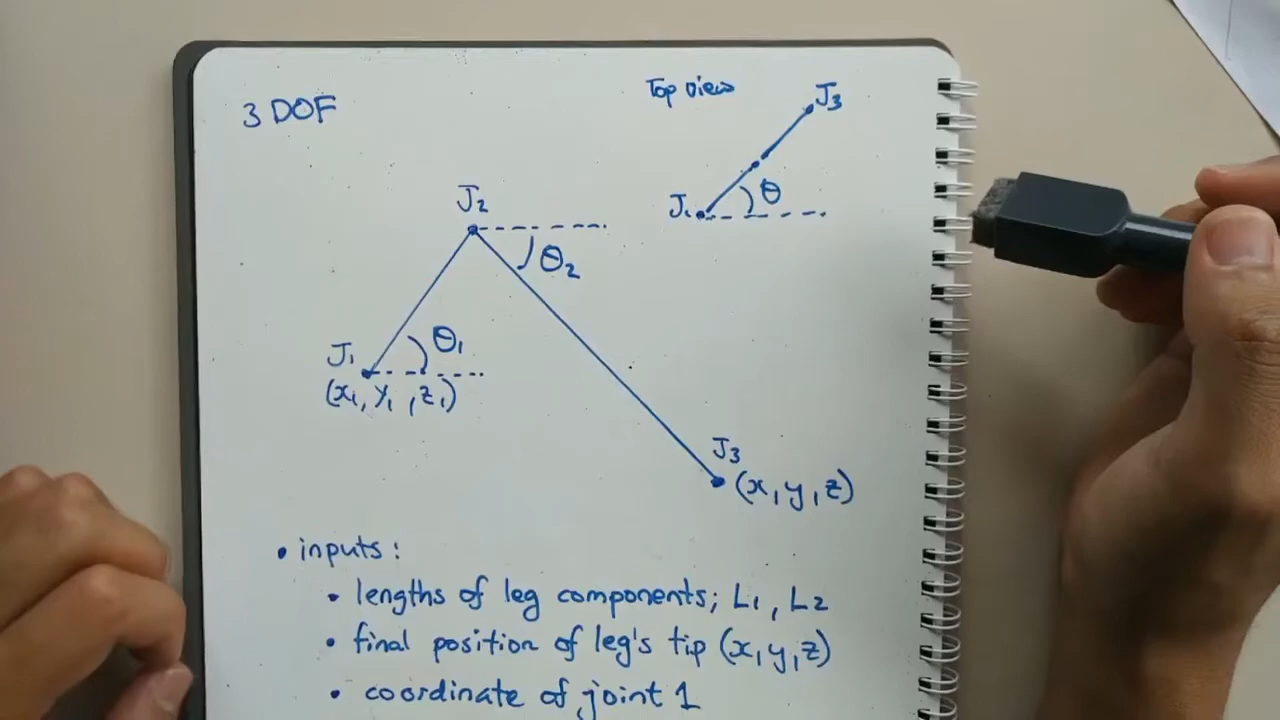 3 DOF
Top view
J3
J1
θ
J2
θ2
J1
θ1
(x1, y1, z1)
J3
(x, y, z)
• inputs:
• lengths of leg components; L1, L2
• final position of leg's tip (x, y, z)
• coordinate of joint 1